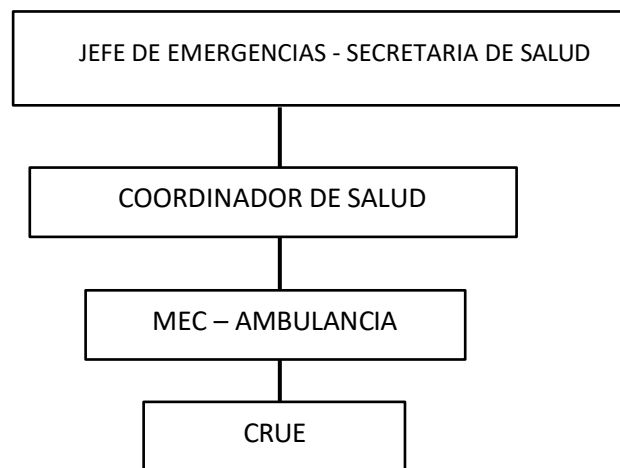 JEFE DE EMERGENCIAS - SECRETARIA DE SALUD
COORDINADOR DE SALUD
MEC – AMBULANCIA
CRUE